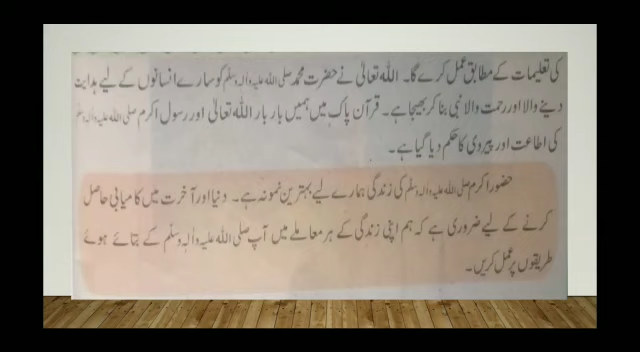 کی تعلیمات کے مطابق عمل کرے گا۔ اللہ تعالیٰ نے حضرت محمد صلی اللہ علیہ وآلہ وسلم کو سارے انسانوں کے لیے ہدایت
دینے والا اور رحمت والا نبی بنا کر بھیجا ہے۔ قرآن پاک میں ہمیں بار بار اللہ تعالیٰ اور رسول اکرم صلی اللہ علیہ وآلہ وسلم
کی اطاعت اور پیروی کا حکم دیا گیا ہے۔
حضور اکرم صلی اللہ علیہ وآلہ وسلم کی زندگی ہمارے لیے بہترین نمونہ ہے۔ دنیا اور آخرت میں کامیابی حاصل
کرنے کے لیے ضروری ہے کہ ہم اپنی زندگی کے ہر معاملے میں آپ صلی اللہ علیہ وآلہ وسلم کے بتائے ہوئے
طریقوں پر عمل کریں۔